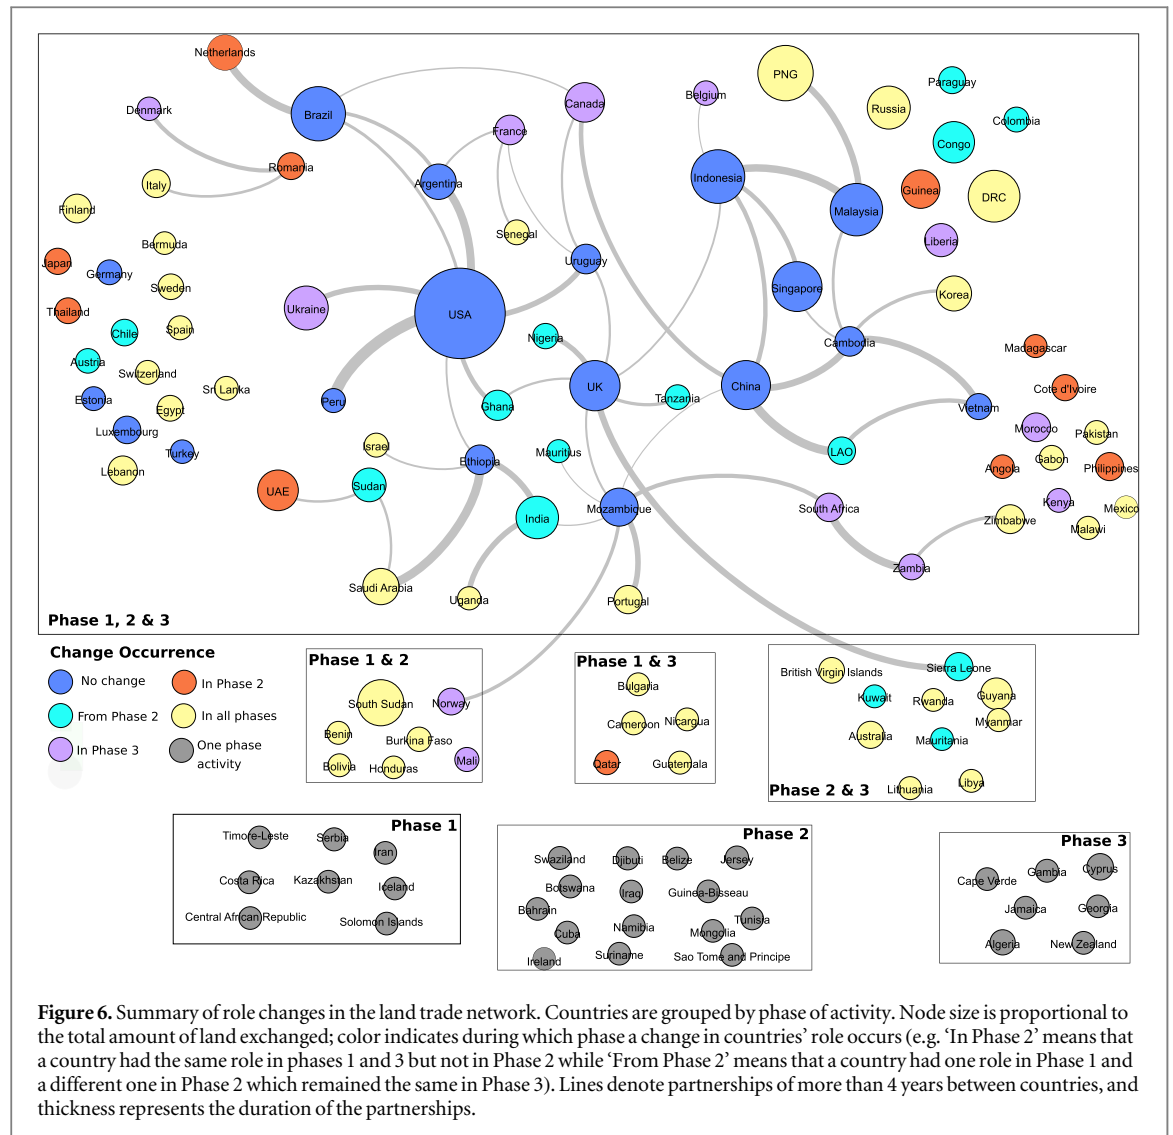 Netherlands
Denmark
Brazil
Canada
Belgium
PNG
Paraguay
Russia
Colombia
France
Congo
Romania
Italy
Argentina
Indonesia
Guinea
DRC
Finland
Malaysia
Senegal
Liberia
Bermuda
Uruguay
Japan
Germany
Sweden
Singapore
Korea
Ukraine
USA
Thailand
Chile
Spain
Nigeria
Cambodia
Madagascar
Austria
Switzerland
Sri Lanka
UK
China
Cote d'Ivoire
Estonia
Peru
Ghana
Tanzania
Vietnam
Egypt
Luxembourg
Morocco
Pakistan
Israel
Turkey
Ethiopia
Mauritius
LAO
Gabon
Lebanon
Angola
Philippines
UAE
Sudan
India
Mozambique
South Africa
Kenya
Mexico
Zimbabwe
Malawi
Zambia
Saudi Arabia
Uganda
Portugal
Phase 1, 2 & 3
Change Occurrence
No change
In Phase 2
From Phase 2
In all phases
In Phase 3
One phase
activity
Phase 1 & 2
South Sudan
Norway
Benin
Burkina Faso
Bolivia
Honduras
Mali
Phase 1 & 3
Bulgaria
Cameroon
Nicargua
Qatar
Guatemala
British Virgin Islands
Sierra Leone
Kuwait
Rwanda
Guyana
Myanmar
Australia
Mauritania
Lithuania
Libya
Phase 2 & 3
Phase 1
Timore-Leste
Serbia
Iran
Costa Rica
Kazakhstan
Iceland
Central African Republic
Solomon Islands
Phase 2
Swaziland
Djibuti
Belize
Jersey
Botswana
Iraq
Guinea-Bisseau
Bahrain
Tunisia
Cuba
Namibia
Mongolia
Ireland
Suriname
Sao Tome and Principe
Phase 3
Cape Verde
Gambia
Cyprus
Jamaica
Georgia
Algeria
New Zealand
Figure 6. Summary of role changes in the land trade network. Countries are grouped by phase of activity. Node size is proportional to
the total amount of land exchanged; color indicates during which phase a change in countries' role occurs (e.g. 'In Phase 2' means that
a country had the same role in phases 1 and 3 but not in Phase 2 while 'From Phase 2' means that a country had one role in Phase 1 and
a different one in Phase 2 which remained the same in Phase 3). Lines denote partnerships of more than 4 years between countries, and
thickness represents the duration of the partnerships.